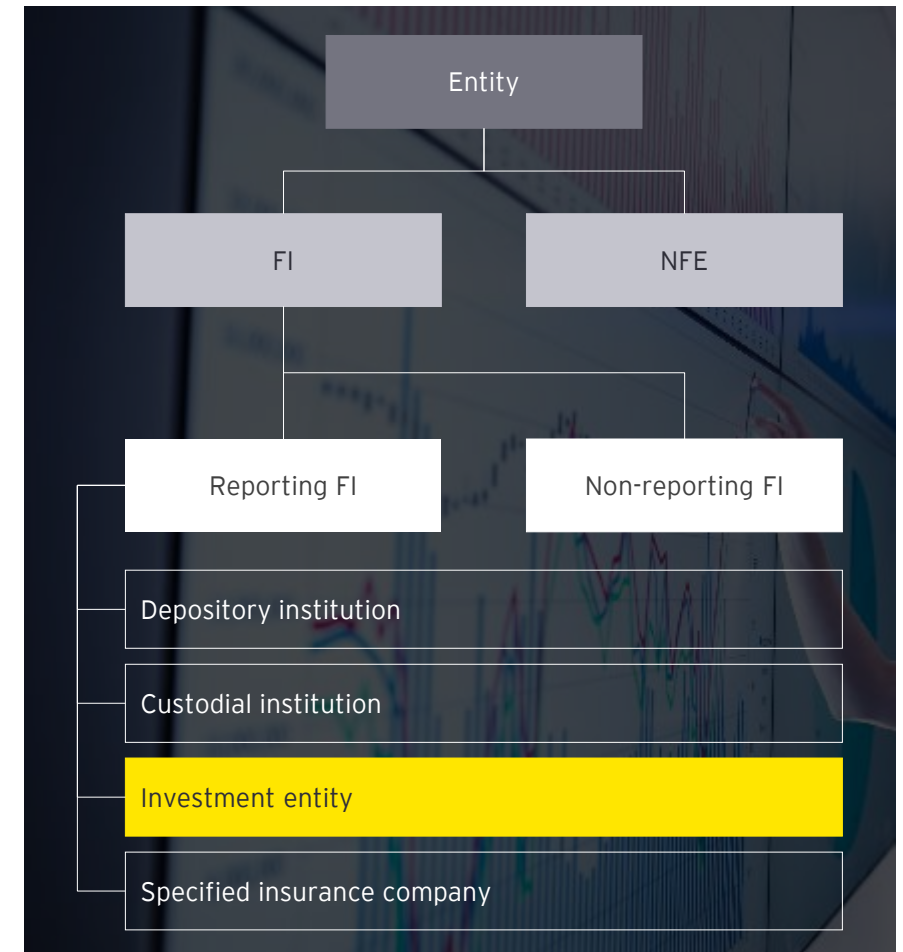 Entity
FI
NFE
Reporting FI
Non-reporting FI
Depository institution
Custodial institution
Investment entity
Specified insurance company